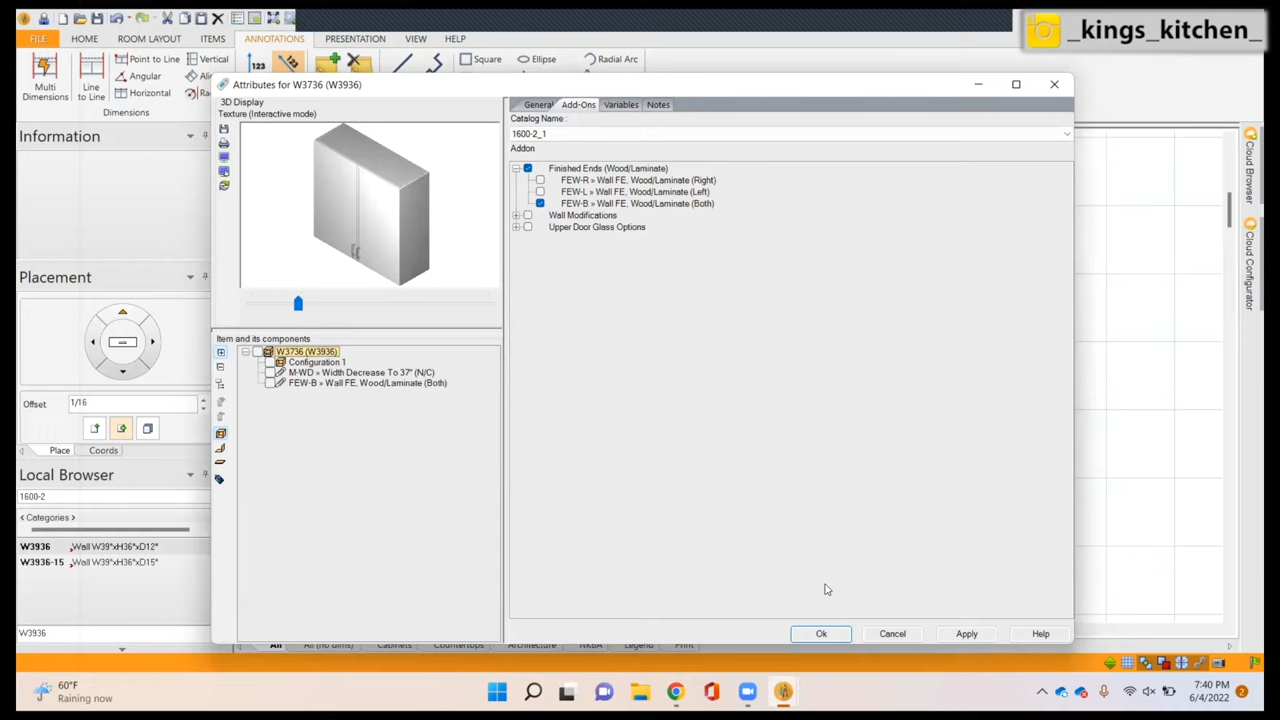 _kings_kitchen_
FILE
HOME
ROOM LAYOUT
ITEMS
ANNOTATIONS
PRESENTATION
VIEW
HELP
Multi Dimensions
Line to Line
Point to Line
Vertical
Angular
Horizontal
123
Square
Ellipse
Radial Arc
Dimensions
Attributes for W3736 (W3936)
3D Display
Texture (Interactive mode)
General
Add-Ons
Variables
Notes
Catalog Name :
1600-2_1
Addon
Finished Ends (Wood/Laminate)
FEW-R » Wall FE, Wood/Laminate (Right)
FEW-L » Wall FE, Wood/Laminate (Left)
FEW-B » Wall FE, Wood/Laminate (Both)
Wall Modifications
Upper Door Glass Options
Information
Placement
Offset:
1/16
Place
Coords
Local Browser
1600-2
< Categories >
W3936 ,Wall W39"xH36"xD12"
W3936-15 ,Wall W39"xH36"xD15"
W3936
Item and its components
W3736 (W3936)
Configuration 1
M-WD » Width Decrease To 37" (N/C)
FEW-B » Wall FE, Wood/Laminate (Both)
Ok
Cancel
Apply
Help
All
All (no dims)
Cabinets
Countertops
Architecture
NKBA
Legend
Print
Cloud Browser
Cloud Configurator
60°F
Raining now
7:40 PM
6/4/2022
2